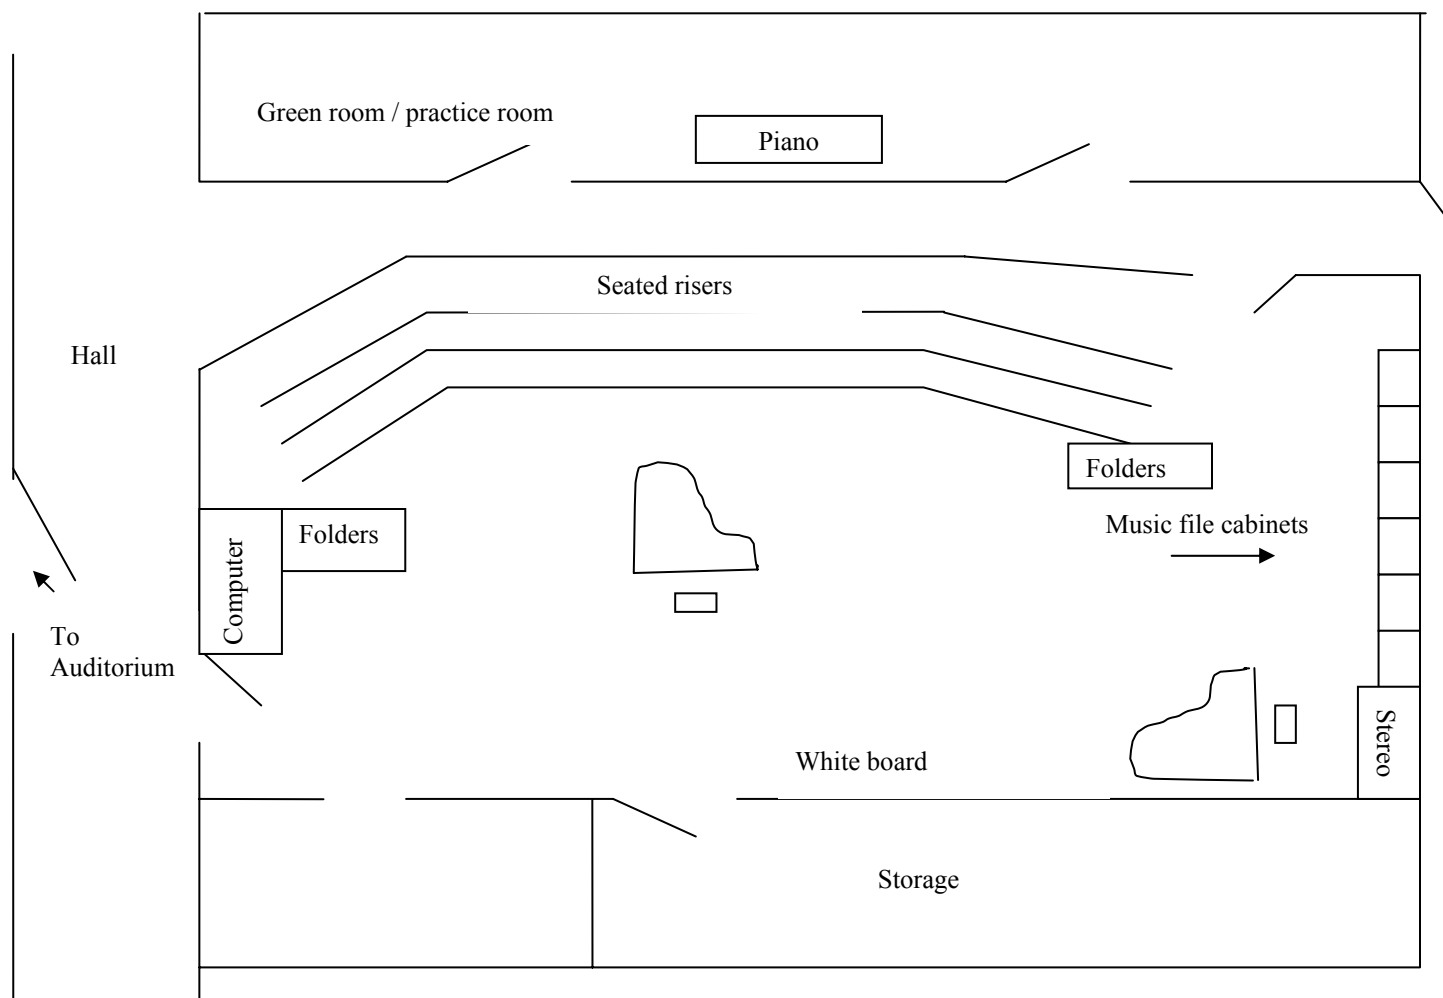 Green room / practice room
Piano
Seated risers
Hall
Folders
Folders
Music file cabinets
Computer
To
Auditorium
Stereo
White board
Storage